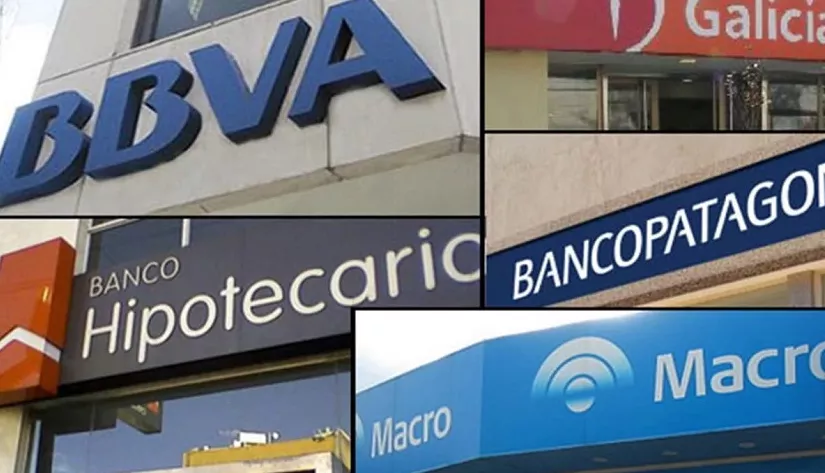 BBVA
Galicia
BANCO
Hipotecario
BANCOPATAGON
Macro
Macro